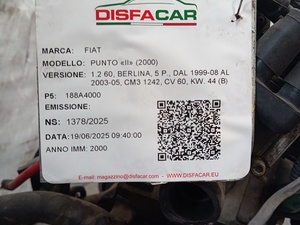 DISFACAR
MARCA: FIAT
MODELLO: PUNTO «II» (2000)
VERSIONE: 1.2 60, BERLINA, 5 P., DAL 1999-08 AL
2003-05, CM3 1242, CV 60, KW. 44 (B)
P5: 188A4000
EMISSIONE:
NS: 1378/2025
DATA: 19/06/2025 09:40:00
ANNO IMM: 2000
E-mail: magazzino@disfacar.com www.DISFACAR.EU